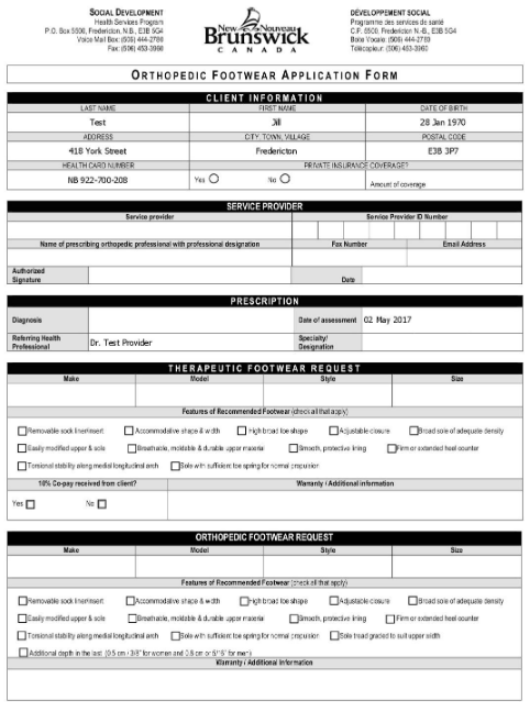 SOCIAL DEVELOPMENT
Health Services Program
P.O. Box 5500, Fredericton, N.B., E3B 5G4
Voice Mail Box: (506) 444-2786
Fax: (506) 453-3960
New Nouveau
Brunswick
CANADA
DÉVELOPPEMENT SOCIAL
Programme des services de santé
C.P. 5500, Fredericton N.-B., E3B 5G4
Boîte Vocale: (506) 444-2786
Télécopieur: (506) 453-3960
ORTHOPEDIC FOOTWEAR APPLICATION FORM
CLIENT INFORMATION
LAST NAME FIRST NAME DATE OF BIRTH
Test Jill 28 Jan 1970
ADDRESS CITY, TOWN, VILLAGE POSTAL CODE
418 York Street Fredericton E3B 3P7
HEALTH CARD NUMBER PRIVATE INSURANCE COVERAGE?
NB 922-700-208 Yes No Amount of coverage
SERVICE PROVIDER
Service provider Service Provider ID Number
Name of prescribing orthopedic professional with professional designation Fax Number Email Address
Authorized Signature Date
PRESCRIPTION
Diagnosis Date of assessment 02 May 2017
Referring Health Professional Dr. Test Provider Specialty/ Designation
THERAPEUTIC FOOTWEAR REQUEST
Make Model Style Size
Features of Recommended Footwear (check all that apply)
Removable sock liner/insert Accommodative shape & width High broad toe shape Adjustable closure Broad sole of adequate density
Easily modified upper & sole Breathable, moldable & durable upper material Smooth, protective lining Firm or extended heel counter
Torsional stability along medial longitudinal arch Sole with sufficient toe spring for normal propulsion
10% Co-pay received from client? Warranty / Additional information
Yes No
ORTHOPEDIC FOOTWEAR REQUEST
Make Model Style Size
Features of Recommended Footwear (check all that apply)
Removable sock liner/insert Accommodative shape & width High broad toe shape Adjustable closure Broad sole of adequate density
Easily modified upper & sole Breathable, moldable & durable upper material Smooth, protective lining Firm or extended heel counter
Torsional stability along medial longitudinal arch Sole with sufficient toe spring for normal propulsion Sole tread graded to suit upper width
Additional depth in the last (0.5 cm / 3/8" for women and 0.8 cm or 5/16" for men)
Warranty / Additional Information